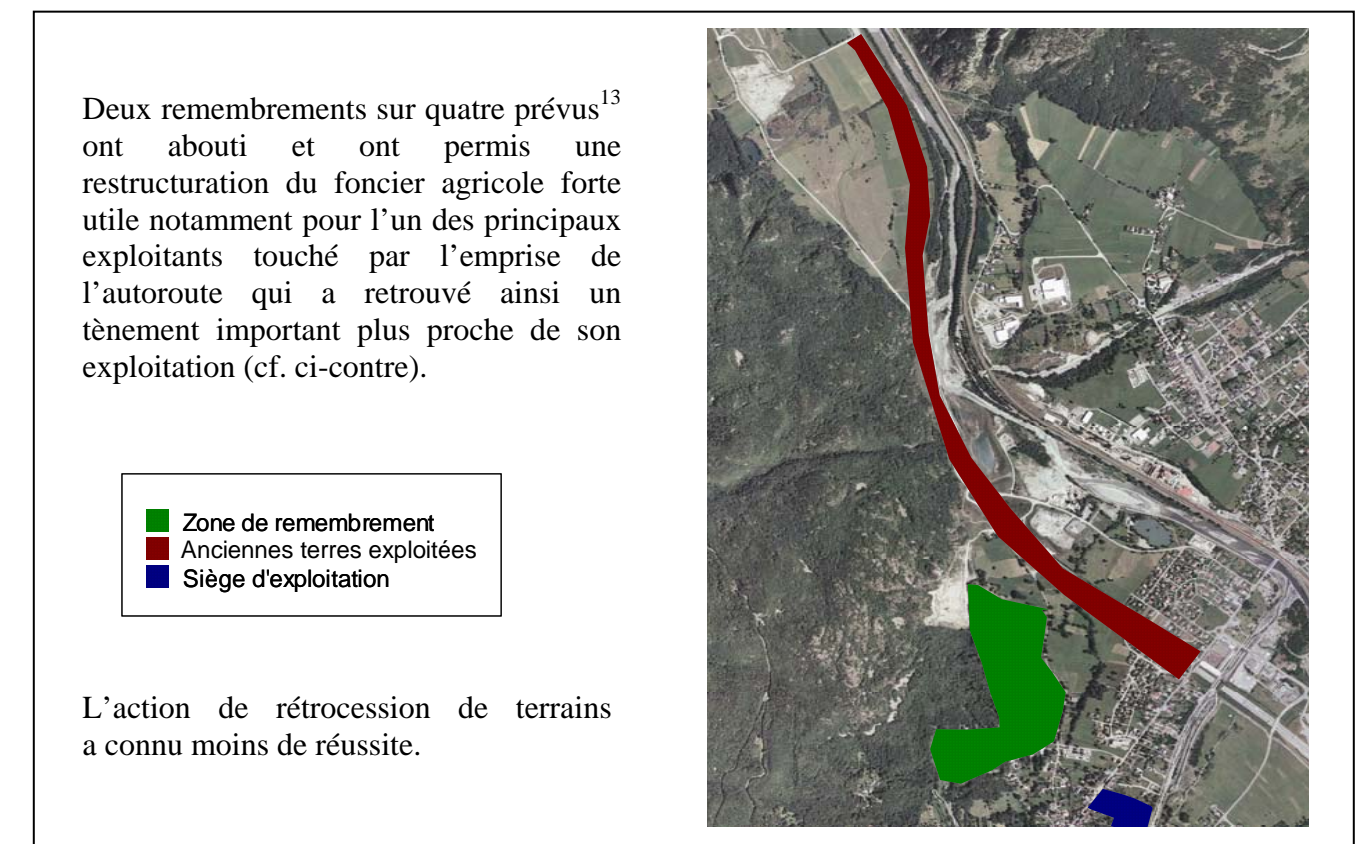 Deux remembrements sur quatre prévus13
ont abouti et ont permis une
restructuration du foncier agricole forte
utile notamment pour l'un des principaux
exploitants touché par l'emprise de
l'autoroute qui a retrouvé ainsi un
tènement important plus proche de son
exploitation (cf. ci-contre).
Zone de remembrement
Anciennes terres exploitées
Siège d'exploitation
L'action de rétrocession de terrains
a connu moins de réussite.